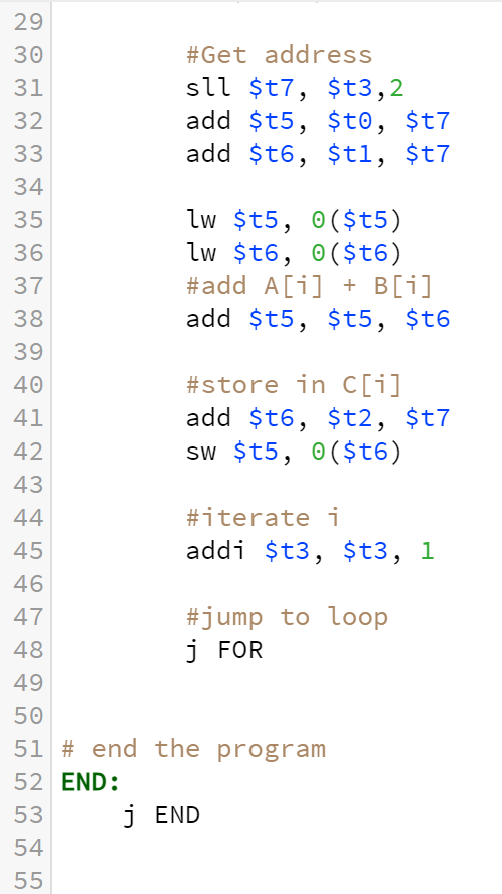 29
30 #Get address
31 sll $t7, $t3,2
32 add $t5, $t0, $t7
33 add $t6, $t1, $t7
34
35 lw $t5, 0($t5)
36 lw $t6, 0($t6)
37 #add A[i] + B[i]
38 add $t5, $t5, $t6
39
40 #store in C[i]
41 add $t6, $t2, $t7
42 sw $t5, 0($t6)
43
44 #iterate i
45 addi $t3, $t3, 1
46
47 #jump to loop
48 j FOR
49
50
51 # end the program
52 END:
53 j END
54
55